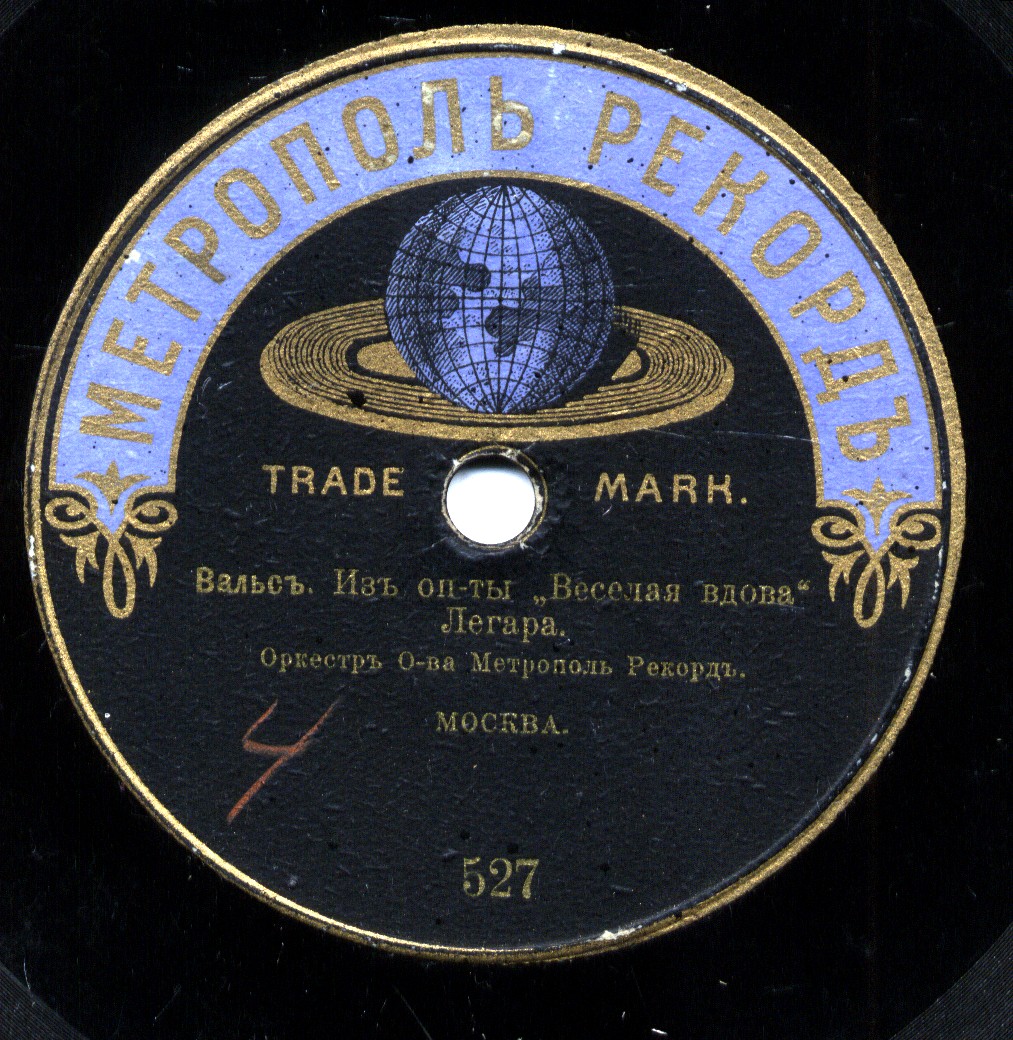 МЕТРОПОЛЬ РЕКОРДЪ
TRADE MARK.
Вальсъ. Изъ оп-ты „Веселая вдова“
Легара.
Оркестръ О-ва Метрополь Рекордъ.
МОСКВА.
4
527